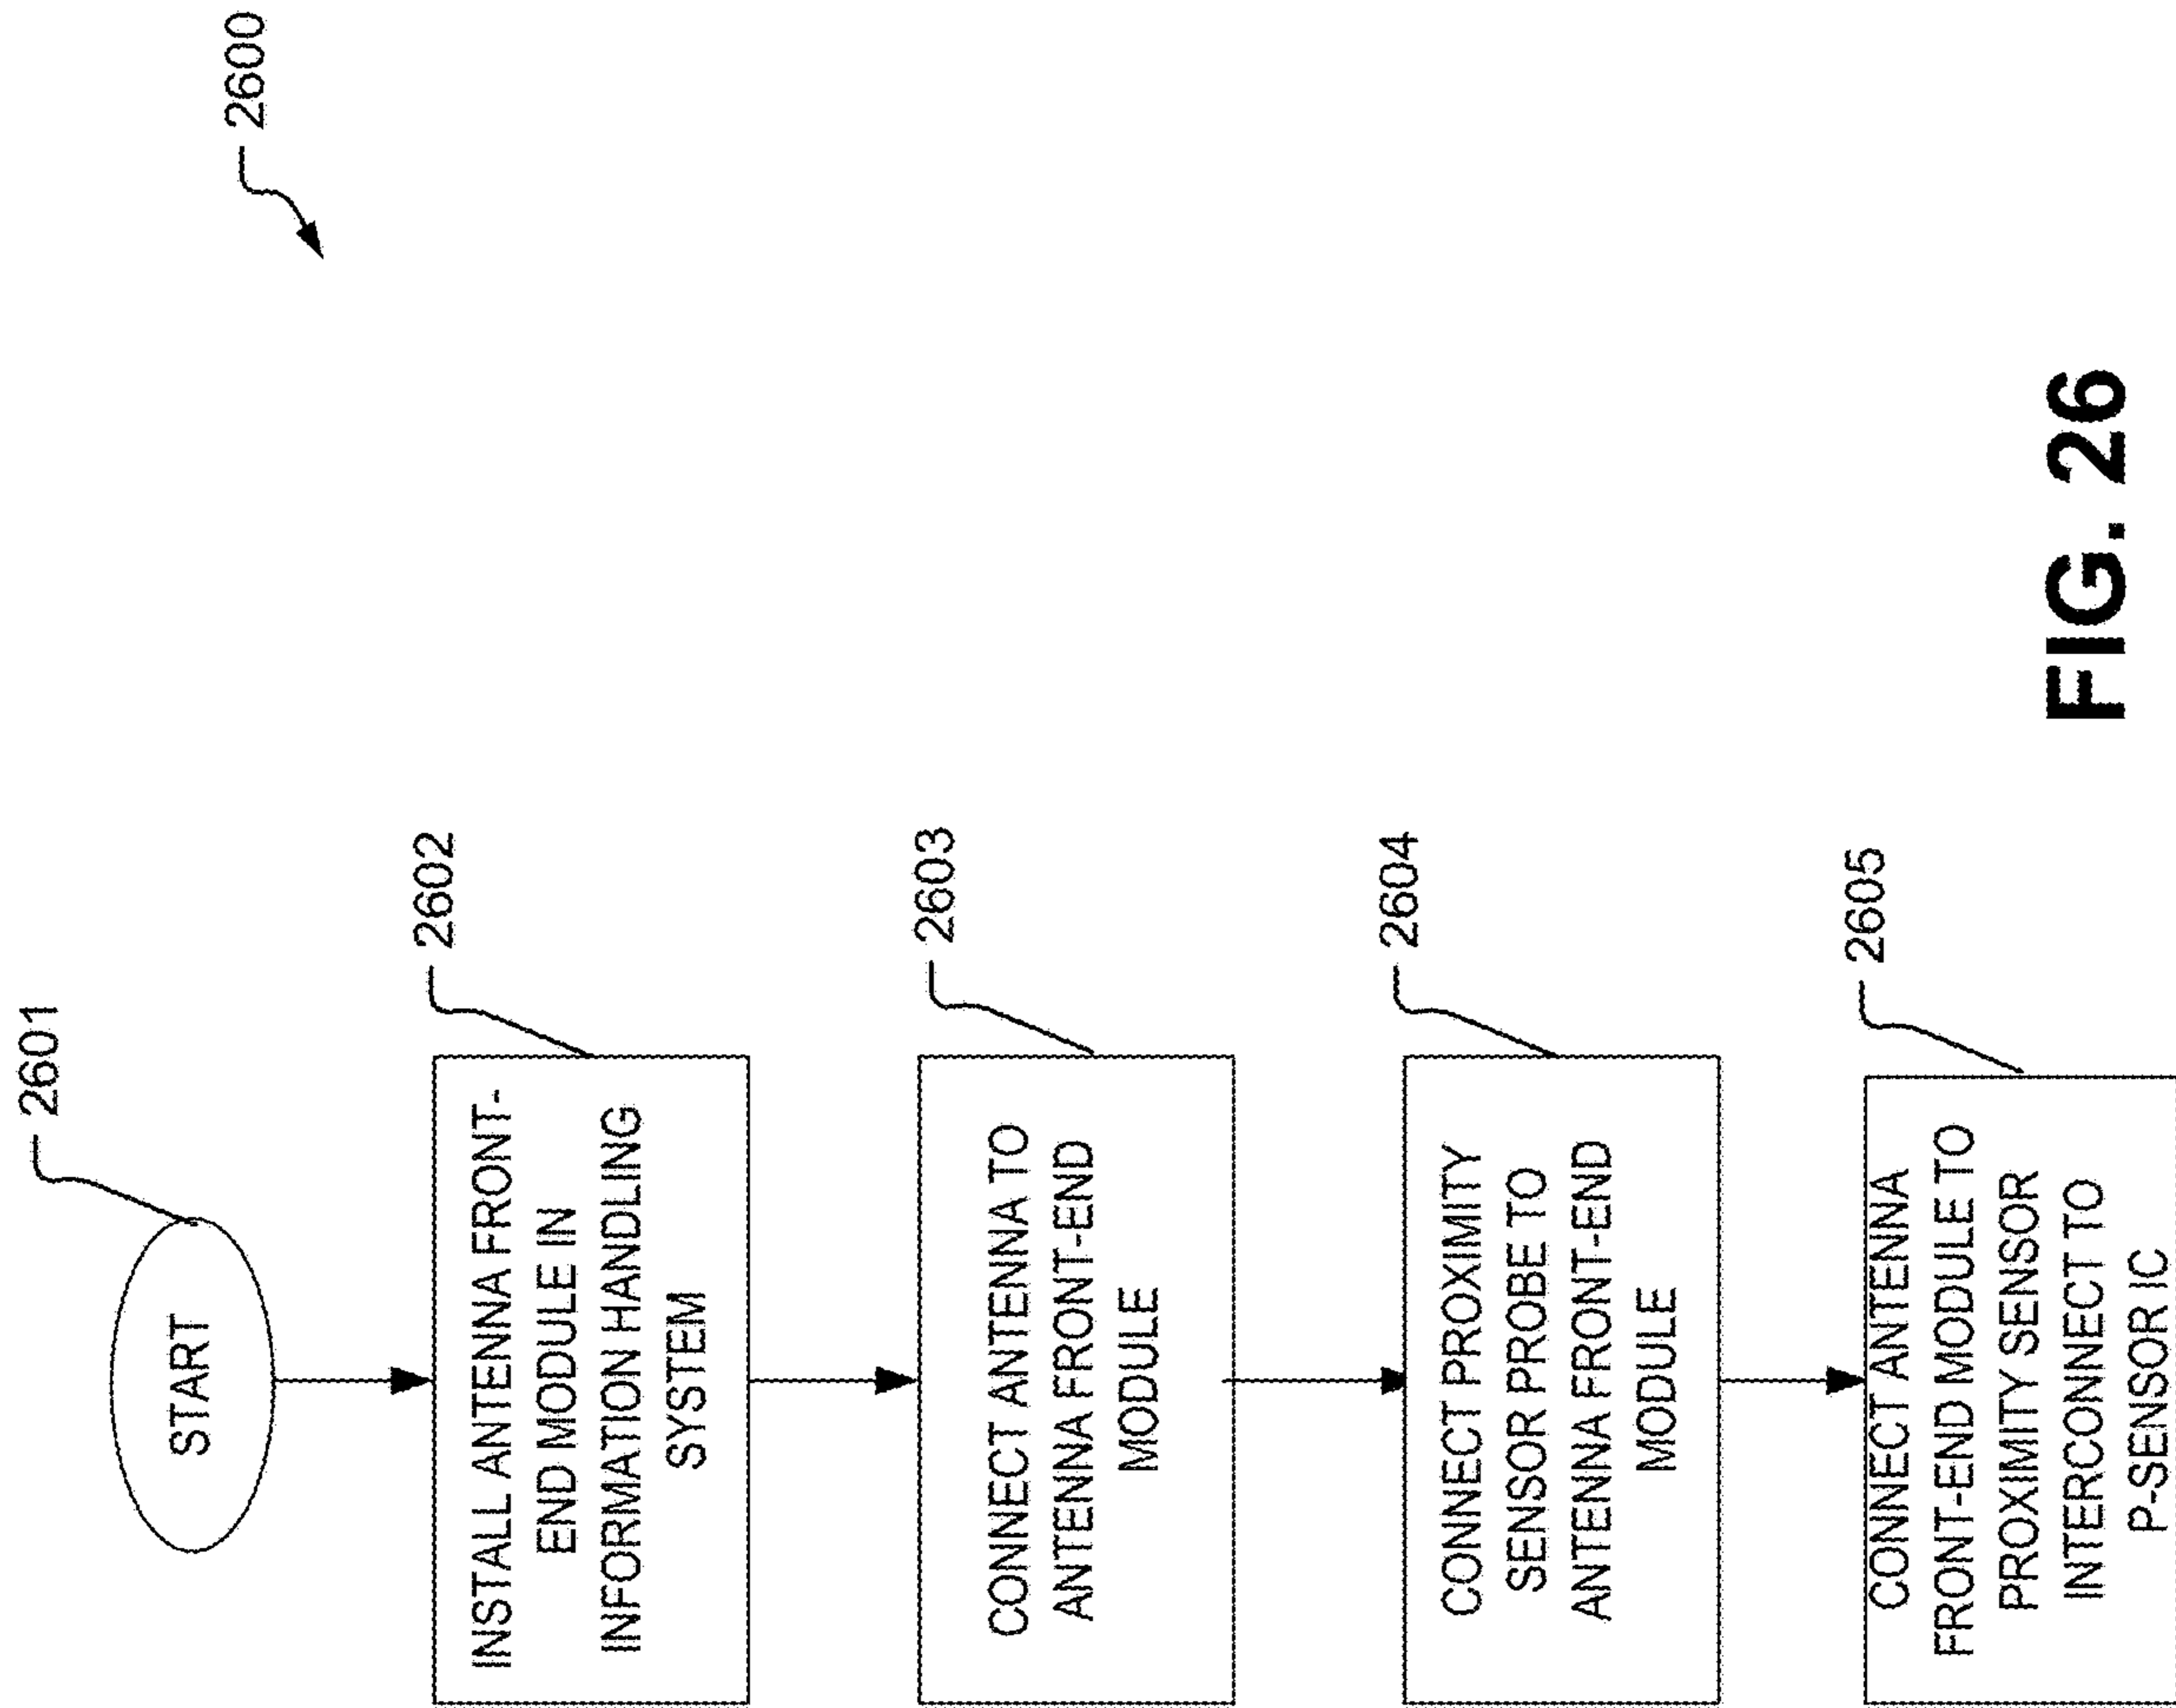 2600
2601
START
2602
INSTALL ANTENNA FRONT-
END MODULE IN
INFORMATION HANDLING
SYSTEM
2603
CONNECT ANTENNA TO
ANTENNA FRONT-END
MODULE
2604
CONNECT PROXIMITY
SENSOR PROBE TO
ANTENNA FRONT-END
MODULE
2605
CONNECT ANTENNA
FRONT-END MODULE TO
PROXIMITY SENSOR
INTERCONNECT TO
P-SENSOR IC
FIG. 26